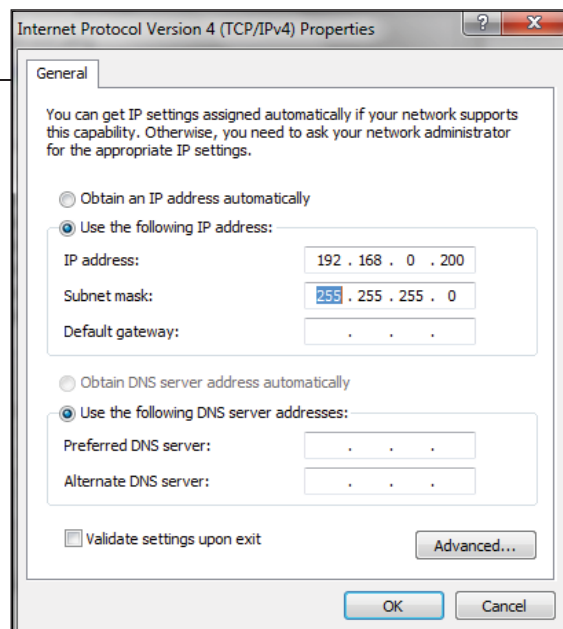 Internet Protocol Version 4 (TCP/IPv4) Properties
General
You can get IP settings assigned automatically if your network supports
this capability. Otherwise, you need to ask your network administrator
for the appropriate IP settings.
Obtain an IP address automatically
Use the following IP address:
IP address: 192 . 168 . 0 . 200
Subnet mask: 255 . 255 . 255 . 0
Default gateway: . . .
Obtain DNS server address automatically
Use the following DNS server addresses:
Preferred DNS server: . . .
Alternate DNS server: . . .
Validate settings upon exit
Advanced...
OK Cancel